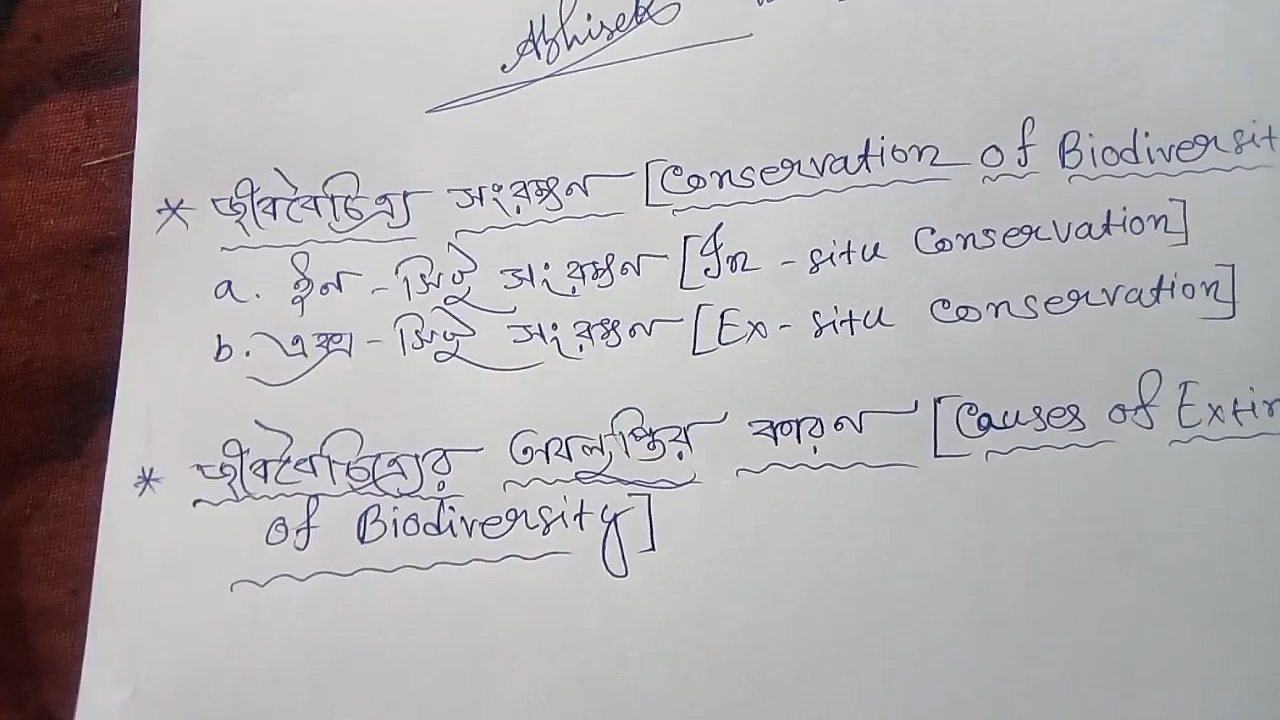 Abhisek
* জীববৈচিত্র্য সংরক্ষণ [Conservation of Biodiversit
a. ইন - সিটু সংরক্ষণ [In - situ Conservation]
b. এক্স - সিটু সংরক্ষণ [Ex - situ Conservation]
* জীববৈচিত্র্যের অবলুপ্তির কারণ [Causes of Extin
of Biodiversity]